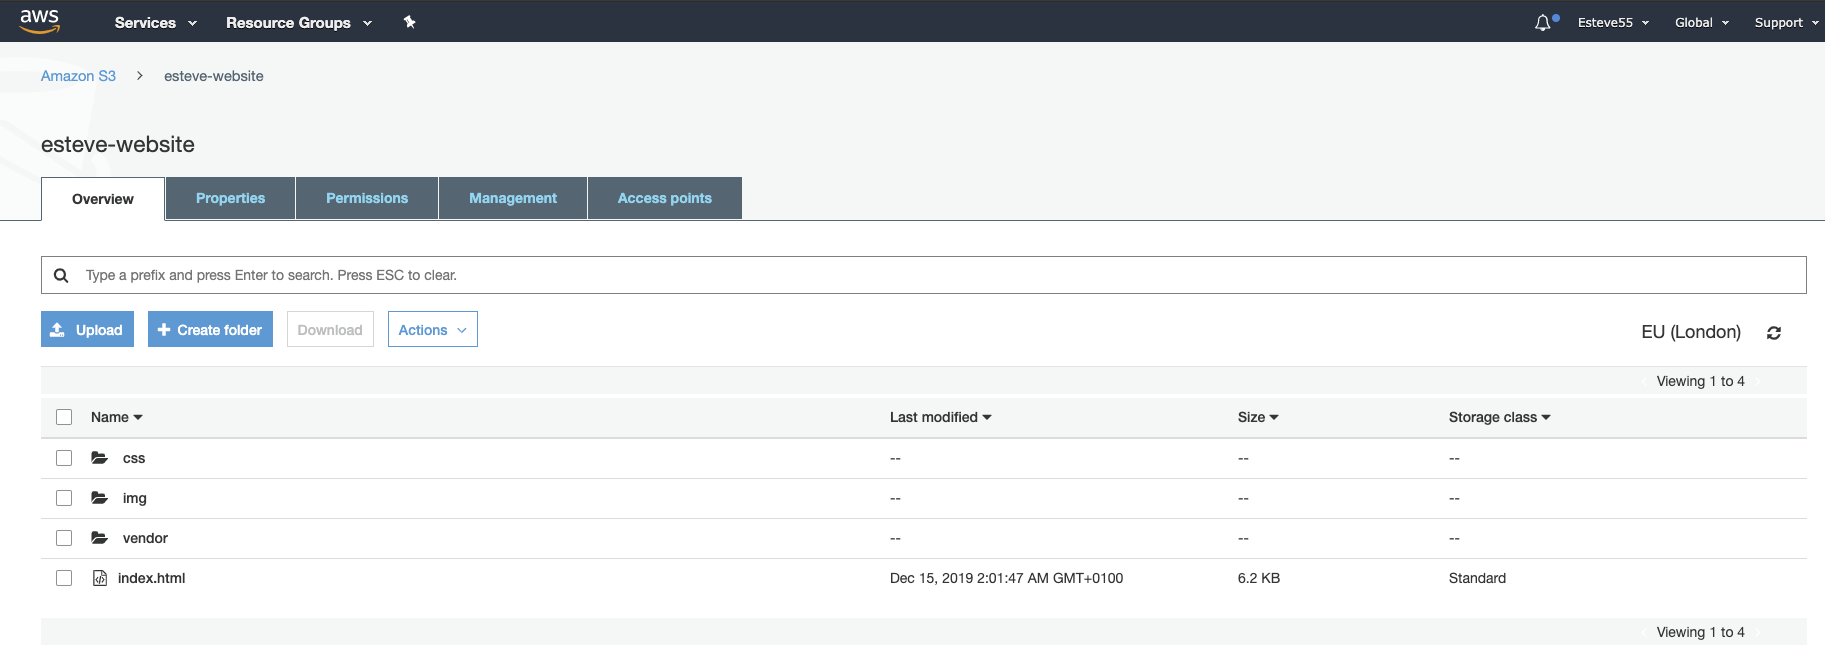 aws Services Resource Groups Esteve55 Global Support
Amazon S3 > esteve-website
esteve-website
Overview Properties Permissions Management Access points
Type a prefix and press Enter to search. Press ESC to clear.
Upload + Create folder Download Actions EU (London)
Viewing 1 to 4
Name Last modified Size Storage class
css -- -- --
img -- -- --
vendor -- -- --
index.html Dec 15, 2019 2:01:47 AM GMT+0100 6.2 KB Standard
Viewing 1 to 4